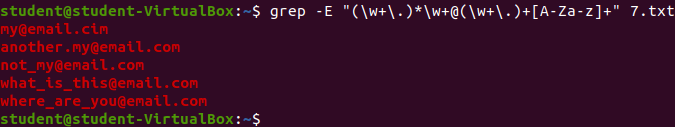 student@student-VirtualBox:~$ grep -E "(\w+\.)*\w+@(\w+\.)+[A-Za-z]+" 7.txt
my@email.cim
another.my@email.com
not_my@email.com
what_is_this@email.com
where_are_you@email.com
student@student-VirtualBox:~$